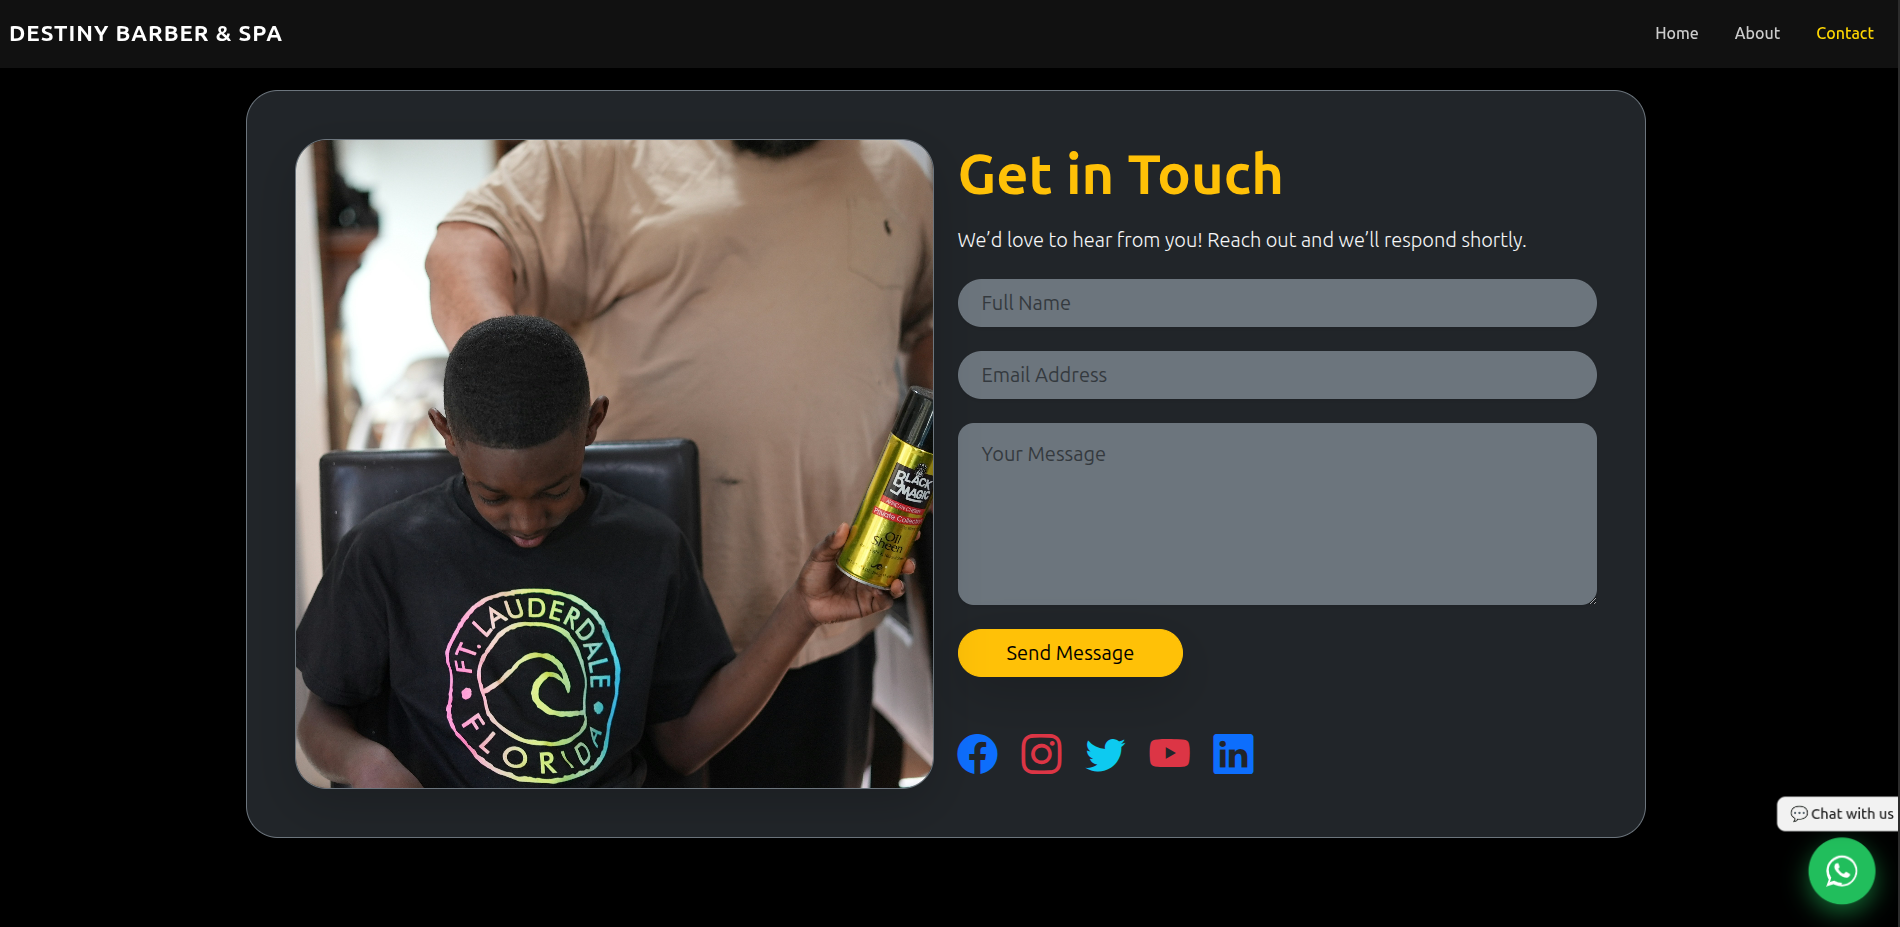 DESTINY BARBER & SPA
Home
About
Contact
Get in Touch
We’d love to hear from you! Reach out and we’ll respond shortly.
Full Name
Email Address
Your Message
Send Message
💬 Chat with us
BLACK
MAGIC
Private Collection
Oil
Sheen
FT. LAUDERDALE
FLORIDA